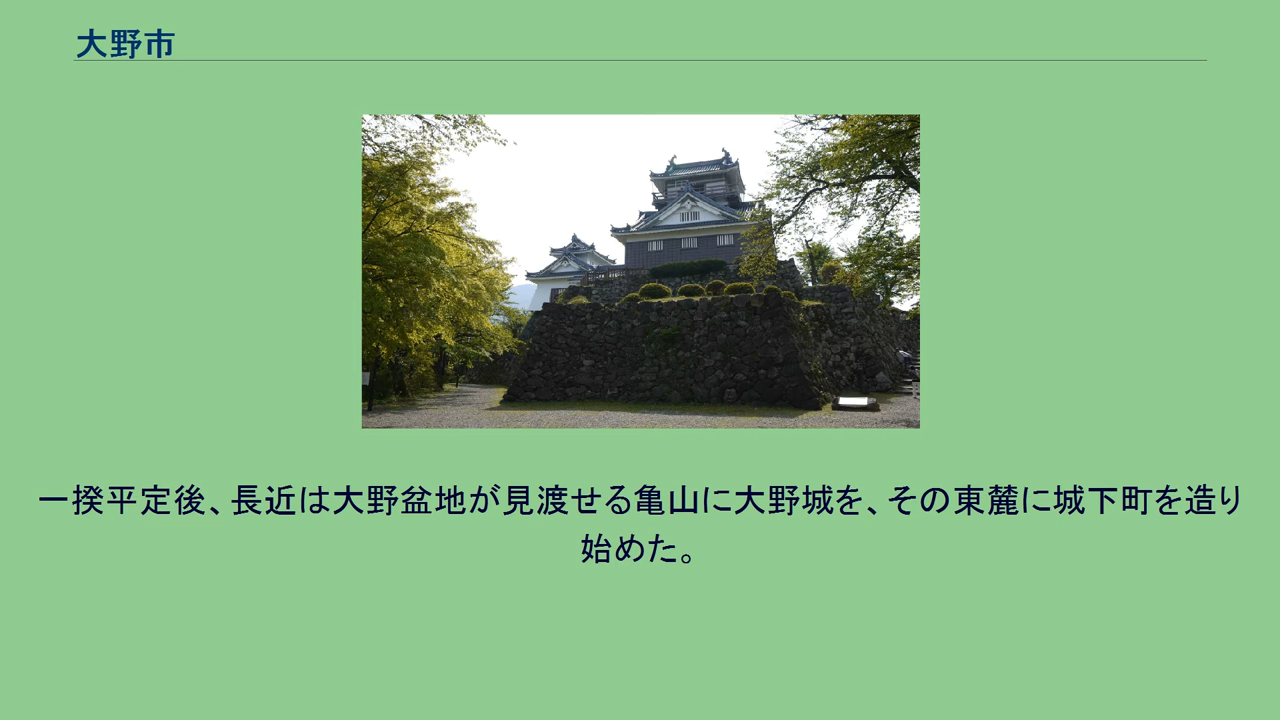 大野市
一揆平定後、長近は大野盆地が見渡せる亀山に大野城を、その東麓に城下町を造り
始めた。